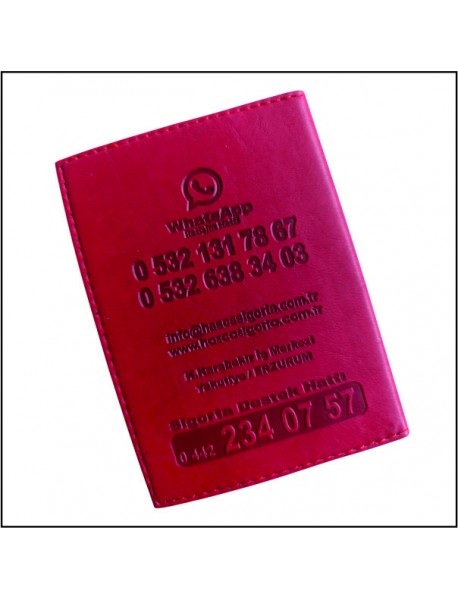 WhatsApp
0 532 131 78 67
0 532 638 34 03
info@hascasigorta.com.tr
www.hascasigorta.com.tr
K.Karabekir İş Merkezi
Yakutiye / ERZURUM
Sigorta Destek Hattı
0 442 234 07 57